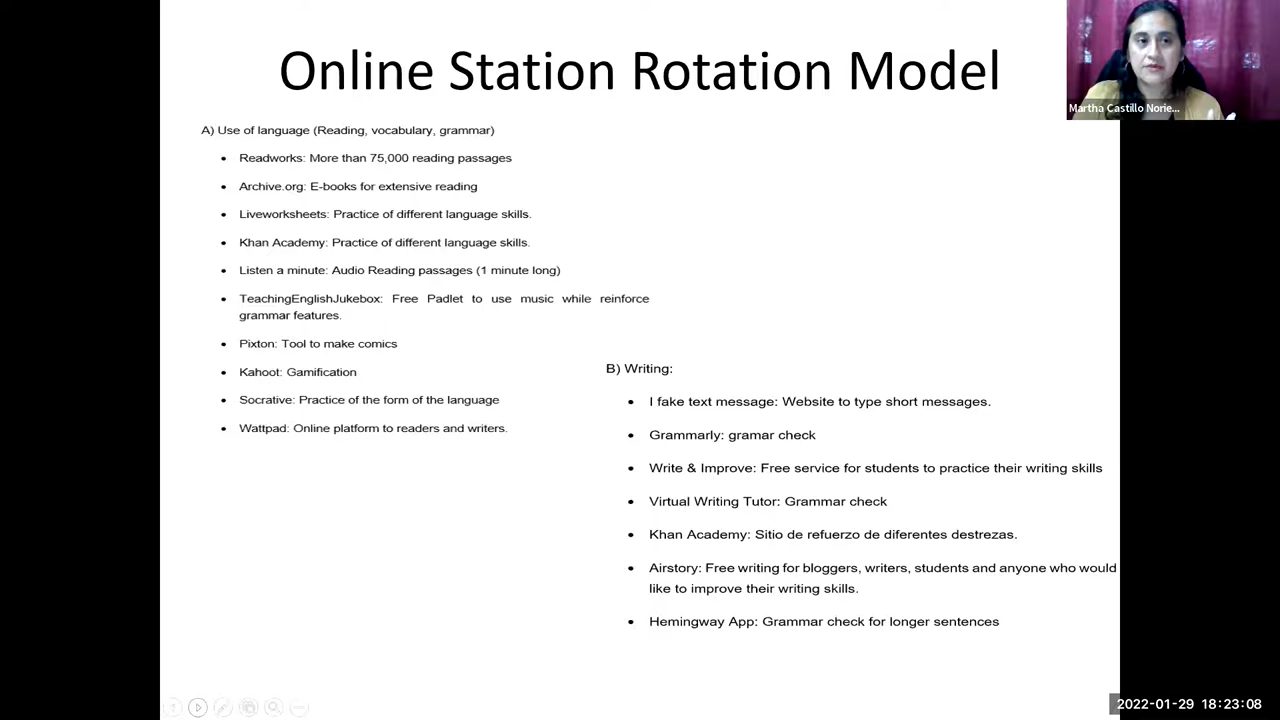 Online Station Rotation Model
Martha Castillo Norie...
A) Use of language (Reading, vocabulary, grammar)
• Readworks: More than 75,000 reading passages
• Archive.org: E-books for extensive reading
• Liveworksheets: Practice of different language skills.
• Khan Academy: Practice of different language skills.
• Listen a minute: Audio Reading passages (1 minute long)
• TeachingEnglishJukebox: Free Padlet to use music while reinforce
grammar features.
• Pixton: Tool to make comics
• Kahoot: Gamification
• Socrative: Practice of the form of the language
• Wattpad: Online platform to readers and writers.
B) Writing:
• I fake text message: Website to type short messages.
• Grammarly: gramar check
• Write & Improve: Free service for students to practice their writing skills
• Virtual Writing Tutor: Grammar check
• Khan Academy: Sitio de refuerzo de diferentes destrezas.
• Airstory: Free writing for bloggers, writers, students and anyone who would
like to improve their writing skills.
• Hemingway App: Grammar check for longer sentences
2022-01-29 18:23:08